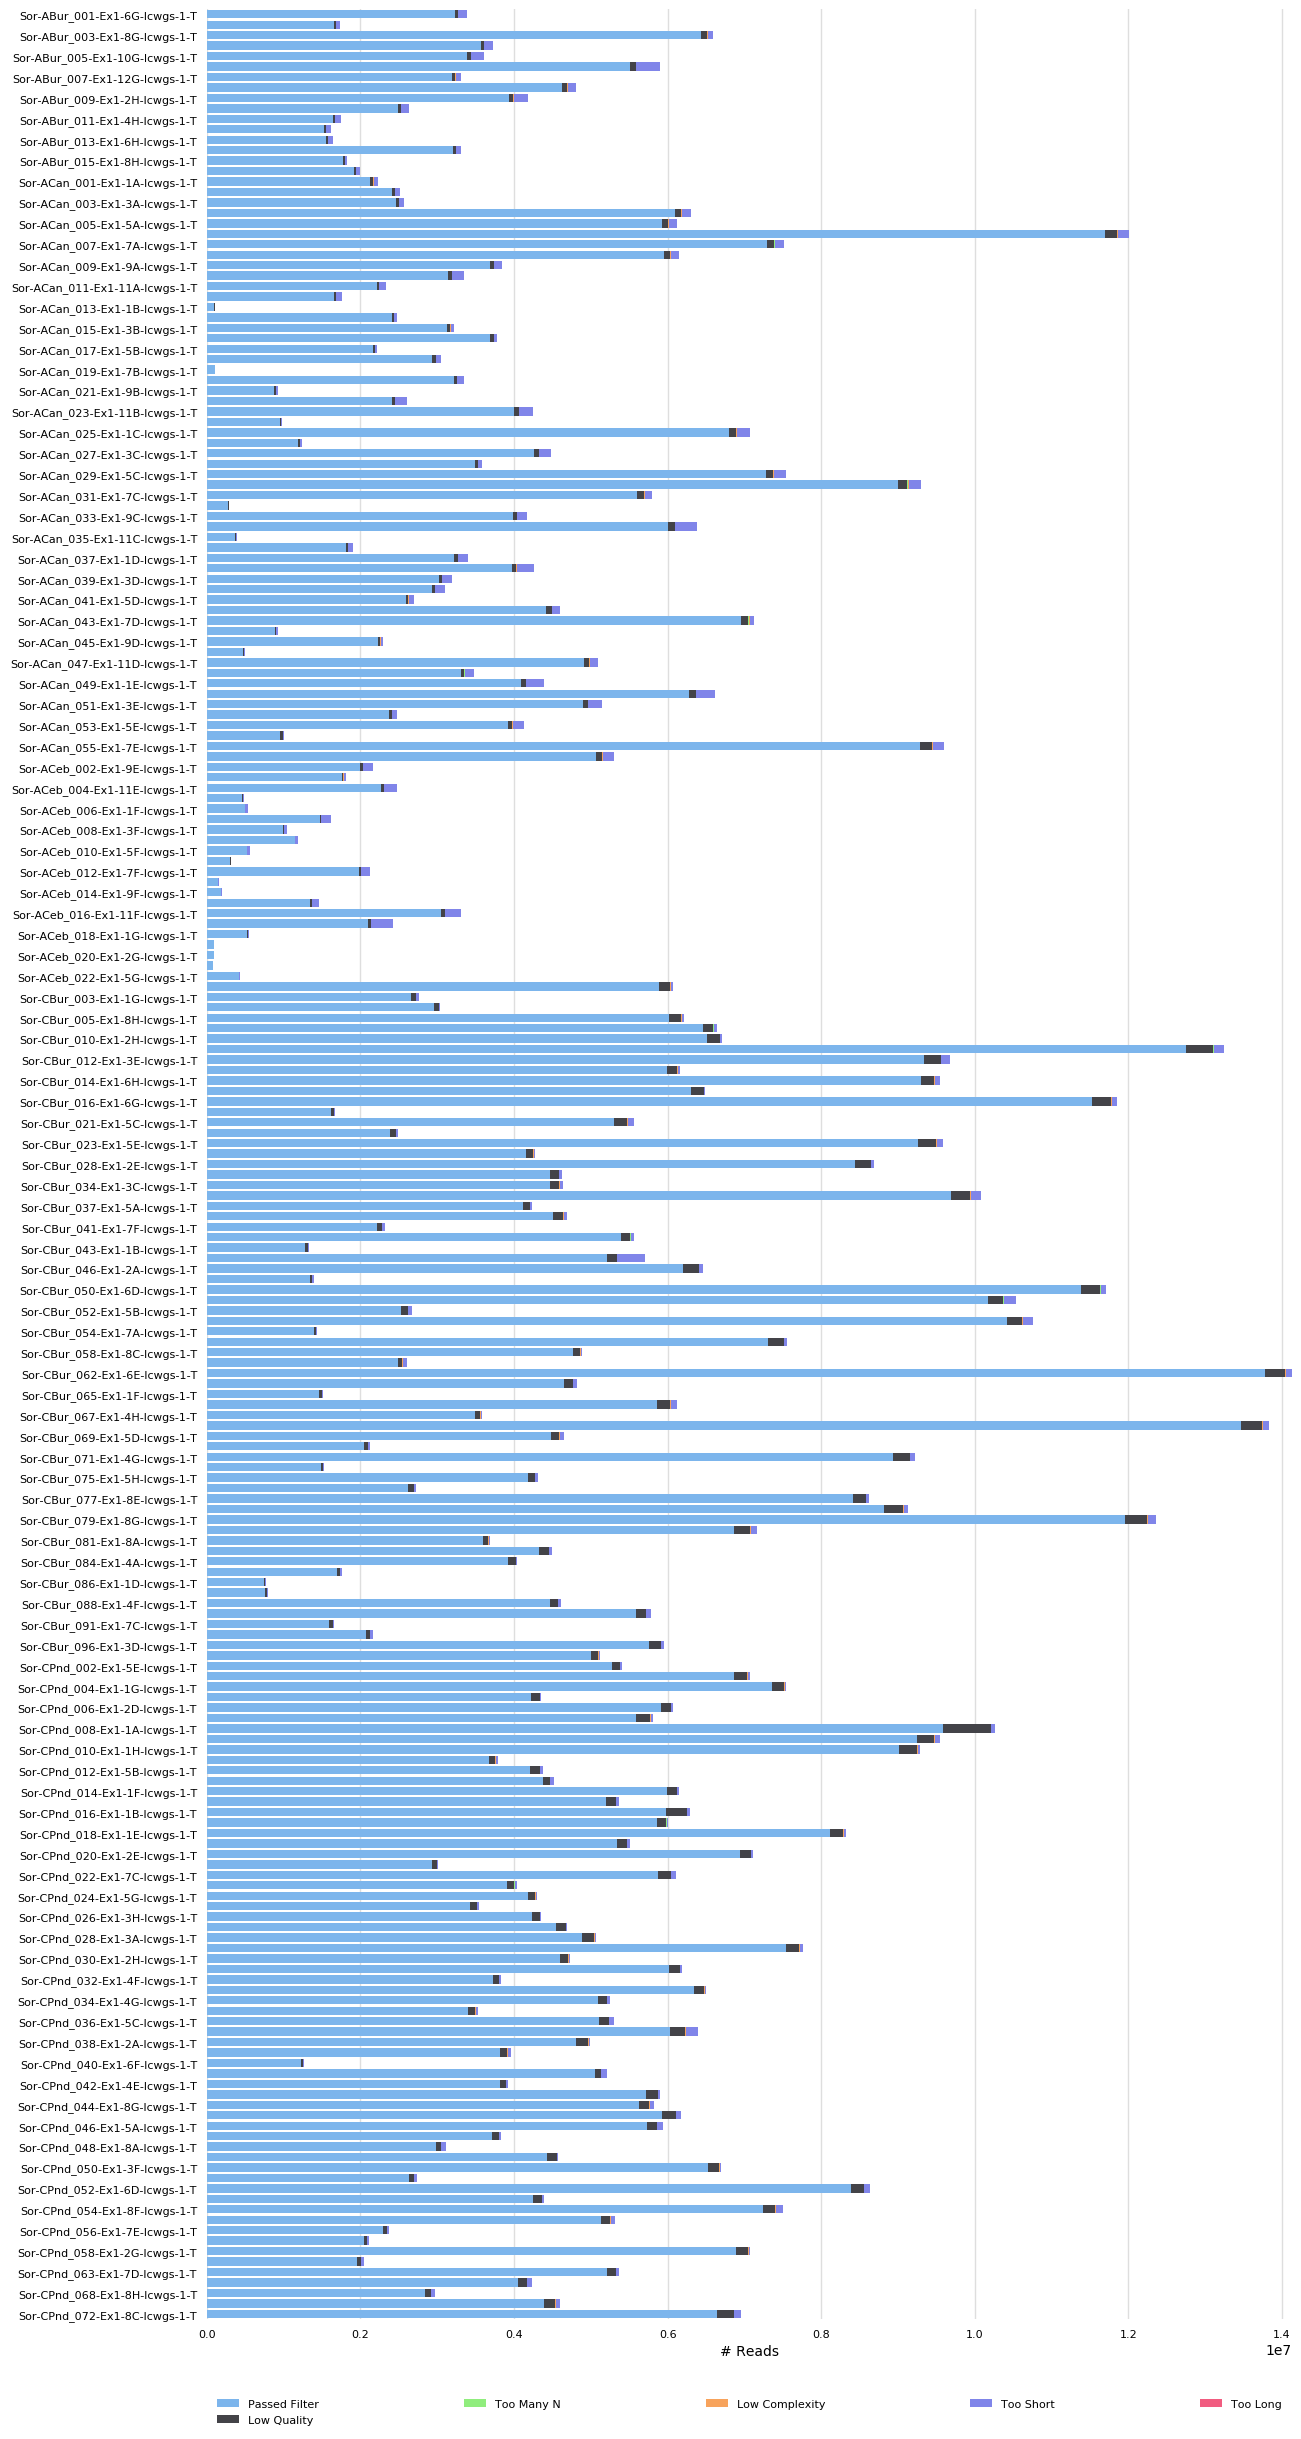 Sor-ABur_001-Ex1-6G-lcwgs-1-T
Sor-ABur_003-Ex1-8G-lcwgs-1-T
Sor-ABur_005-Ex1-10G-lcwgs-1-T
Sor-ABur_007-Ex1-12G-lcwgs-1-T
Sor-ABur_009-Ex1-2H-lcwgs-1-T
Sor-ABur_011-Ex1-4H-lcwgs-1-T
Sor-ABur_013-Ex1-6H-lcwgs-1-T
Sor-ABur_015-Ex1-8H-lcwgs-1-T
Sor-ACan_001-Ex1-1A-lcwgs-1-T
Sor-ACan_003-Ex1-3A-lcwgs-1-T
Sor-ACan_005-Ex1-5A-lcwgs-1-T
Sor-ACan_007-Ex1-7A-lcwgs-1-T
Sor-ACan_009-Ex1-9A-lcwgs-1-T
Sor-ACan_011-Ex1-11A-lcwgs-1-T
Sor-ACan_013-Ex1-1B-lcwgs-1-T
Sor-ACan_015-Ex1-3B-lcwgs-1-T
Sor-ACan_017-Ex1-5B-lcwgs-1-T
Sor-ACan_019-Ex1-7B-lcwgs-1-T
Sor-ACan_021-Ex1-9B-lcwgs-1-T
Sor-ACan_023-Ex1-11B-lcwgs-1-T
Sor-ACan_025-Ex1-1C-lcwgs-1-T
Sor-ACan_027-Ex1-3C-lcwgs-1-T
Sor-ACan_029-Ex1-5C-lcwgs-1-T
Sor-ACan_031-Ex1-7C-lcwgs-1-T
Sor-ACan_033-Ex1-9C-lcwgs-1-T
Sor-ACan_035-Ex1-11C-lcwgs-1-T
Sor-ACan_037-Ex1-1D-lcwgs-1-T
Sor-ACan_039-Ex1-3D-lcwgs-1-T
Sor-ACan_041-Ex1-5D-lcwgs-1-T
Sor-ACan_043-Ex1-7D-lcwgs-1-T
Sor-ACan_045-Ex1-9D-lcwgs-1-T
Sor-ACan_047-Ex1-11D-lcwgs-1-T
Sor-ACan_049-Ex1-1E-lcwgs-1-T
Sor-ACan_051-Ex1-3E-lcwgs-1-T
Sor-ACan_053-Ex1-5E-lcwgs-1-T
Sor-ACan_055-Ex1-7E-lcwgs-1-T
Sor-ACeb_002-Ex1-9E-lcwgs-1-T
Sor-ACeb_004-Ex1-11E-lcwgs-1-T
Sor-ACeb_006-Ex1-1F-lcwgs-1-T
Sor-ACeb_008-Ex1-3F-lcwgs-1-T
Sor-ACeb_010-Ex1-5F-lcwgs-1-T
Sor-ACeb_012-Ex1-7F-lcwgs-1-T
Sor-ACeb_014-Ex1-9F-lcwgs-1-T
Sor-ACeb_016-Ex1-11F-lcwgs-1-T
Sor-ACeb_018-Ex1-1G-lcwgs-1-T
Sor-ACeb_020-Ex1-2G-lcwgs-1-T
Sor-ACeb_022-Ex1-5G-lcwgs-1-T
Sor-CBur_003-Ex1-1G-lcwgs-1-T
Sor-CBur_005-Ex1-8H-lcwgs-1-T
Sor-CBur_010-Ex1-2H-lcwgs-1-T
Sor-CBur_012-Ex1-3E-lcwgs-1-T
Sor-CBur_014-Ex1-6H-lcwgs-1-T
Sor-CBur_016-Ex1-6G-lcwgs-1-T
Sor-CBur_021-Ex1-5C-lcwgs-1-T
Sor-CBur_023-Ex1-5E-lcwgs-1-T
Sor-CBur_028-Ex1-2E-lcwgs-1-T
Sor-CBur_034-Ex1-3C-lcwgs-1-T
Sor-CBur_037-Ex1-5A-lcwgs-1-T
Sor-CBur_041-Ex1-7F-lcwgs-1-T
Sor-CBur_043-Ex1-1B-lcwgs-1-T
Sor-CBur_046-Ex1-2A-lcwgs-1-T
Sor-CBur_050-Ex1-6D-lcwgs-1-T
Sor-CBur_052-Ex1-5B-lcwgs-1-T
Sor-CBur_054-Ex1-7A-lcwgs-1-T
Sor-CBur_058-Ex1-8C-lcwgs-1-T
Sor-CBur_062-Ex1-6E-lcwgs-1-T
Sor-CBur_065-Ex1-1F-lcwgs-1-T
Sor-CBur_067-Ex1-4H-lcwgs-1-T
Sor-CBur_069-Ex1-5D-lcwgs-1-T
Sor-CBur_071-Ex1-4G-lcwgs-1-T
Sor-CBur_075-Ex1-5H-lcwgs-1-T
Sor-CBur_077-Ex1-8E-lcwgs-1-T
Sor-CBur_079-Ex1-8G-lcwgs-1-T
Sor-CBur_081-Ex1-8A-lcwgs-1-T
Sor-CBur_084-Ex1-4A-lcwgs-1-T
Sor-CBur_086-Ex1-1D-lcwgs-1-T
Sor-CBur_088-Ex1-4F-lcwgs-1-T
Sor-CBur_091-Ex1-7C-lcwgs-1-T
Sor-CBur_096-Ex1-3D-lcwgs-1-T
Sor-CPnd_002-Ex1-5E-lcwgs-1-T
Sor-CPnd_004-Ex1-1G-lcwgs-1-T
Sor-CPnd_006-Ex1-2D-lcwgs-1-T
Sor-CPnd_008-Ex1-1A-lcwgs-1-T
Sor-CPnd_010-Ex1-1H-lcwgs-1-T
Sor-CPnd_012-Ex1-5B-lcwgs-1-T
Sor-CPnd_014-Ex1-1F-lcwgs-1-T
Sor-CPnd_016-Ex1-1B-lcwgs-1-T
Sor-CPnd_018-Ex1-1E-lcwgs-1-T
Sor-CPnd_020-Ex1-2E-lcwgs-1-T
Sor-CPnd_022-Ex1-7C-lcwgs-1-T
Sor-CPnd_024-Ex1-5G-lcwgs-1-T
Sor-CPnd_026-Ex1-3H-lcwgs-1-T
Sor-CPnd_028-Ex1-3A-lcwgs-1-T
Sor-CPnd_030-Ex1-2H-lcwgs-1-T
Sor-CPnd_032-Ex1-4F-lcwgs-1-T
Sor-CPnd_034-Ex1-4G-lcwgs-1-T
Sor-CPnd_036-Ex1-5C-lcwgs-1-T
Sor-CPnd_038-Ex1-2A-lcwgs-1-T
Sor-CPnd_040-Ex1-6F-lcwgs-1-T
Sor-CPnd_042-Ex1-4E-lcwgs-1-T
Sor-CPnd_044-Ex1-8G-lcwgs-1-T
Sor-CPnd_046-Ex1-5A-lcwgs-1-T
Sor-CPnd_048-Ex1-8A-lcwgs-1-T
Sor-CPnd_050-Ex1-3F-lcwgs-1-T
Sor-CPnd_052-Ex1-6D-lcwgs-1-T
Sor-CPnd_054-Ex1-8F-lcwgs-1-T
Sor-CPnd_056-Ex1-7E-lcwgs-1-T
Sor-CPnd_058-Ex1-2G-lcwgs-1-T
Sor-CPnd_063-Ex1-7D-lcwgs-1-T
Sor-CPnd_068-Ex1-8H-lcwgs-1-T
Sor-CPnd_072-Ex1-8C-lcwgs-1-T
0.0 0.2 0.4 0.6 0.8 1.0 1.2 1.4
# Reads 1e7
Passed Filter Too Many N Low Complexity Too Short Too Long
Low Quality